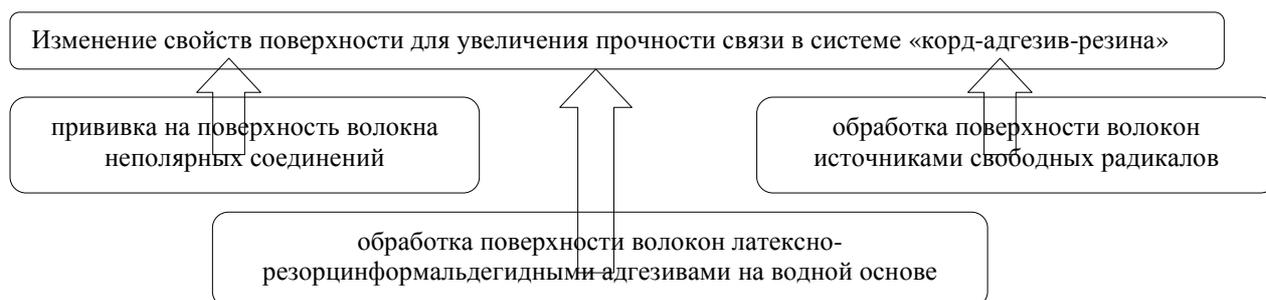 Изменение свойств поверхности для увеличения прочности связи в системе «корд-адгезив-резина»
прививка на поверхность волокна
неполярных соединений
обработка поверхности волокон
источниками свободных радикалов
обработка поверхности волокон латексно-
резорцинформальдегидными адгезивами на водной основе